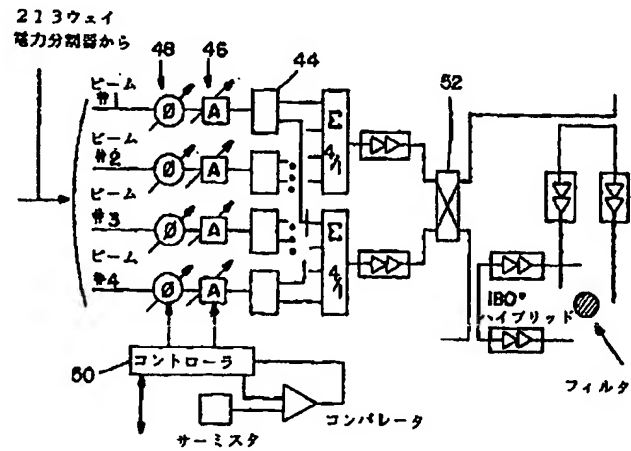 213ウェイ
電力分割器から
48
46
44
52
ビーム
#1
Ø
A
Σ
4/1
ビーム
#2
Ø
A
ビーム
#3
Ø
A
Σ
4/1
ビーム
#4
Ø
A
180°
ハイブリッド
50
コントローラ
フィルタ
コンパレータ
サーミスタ